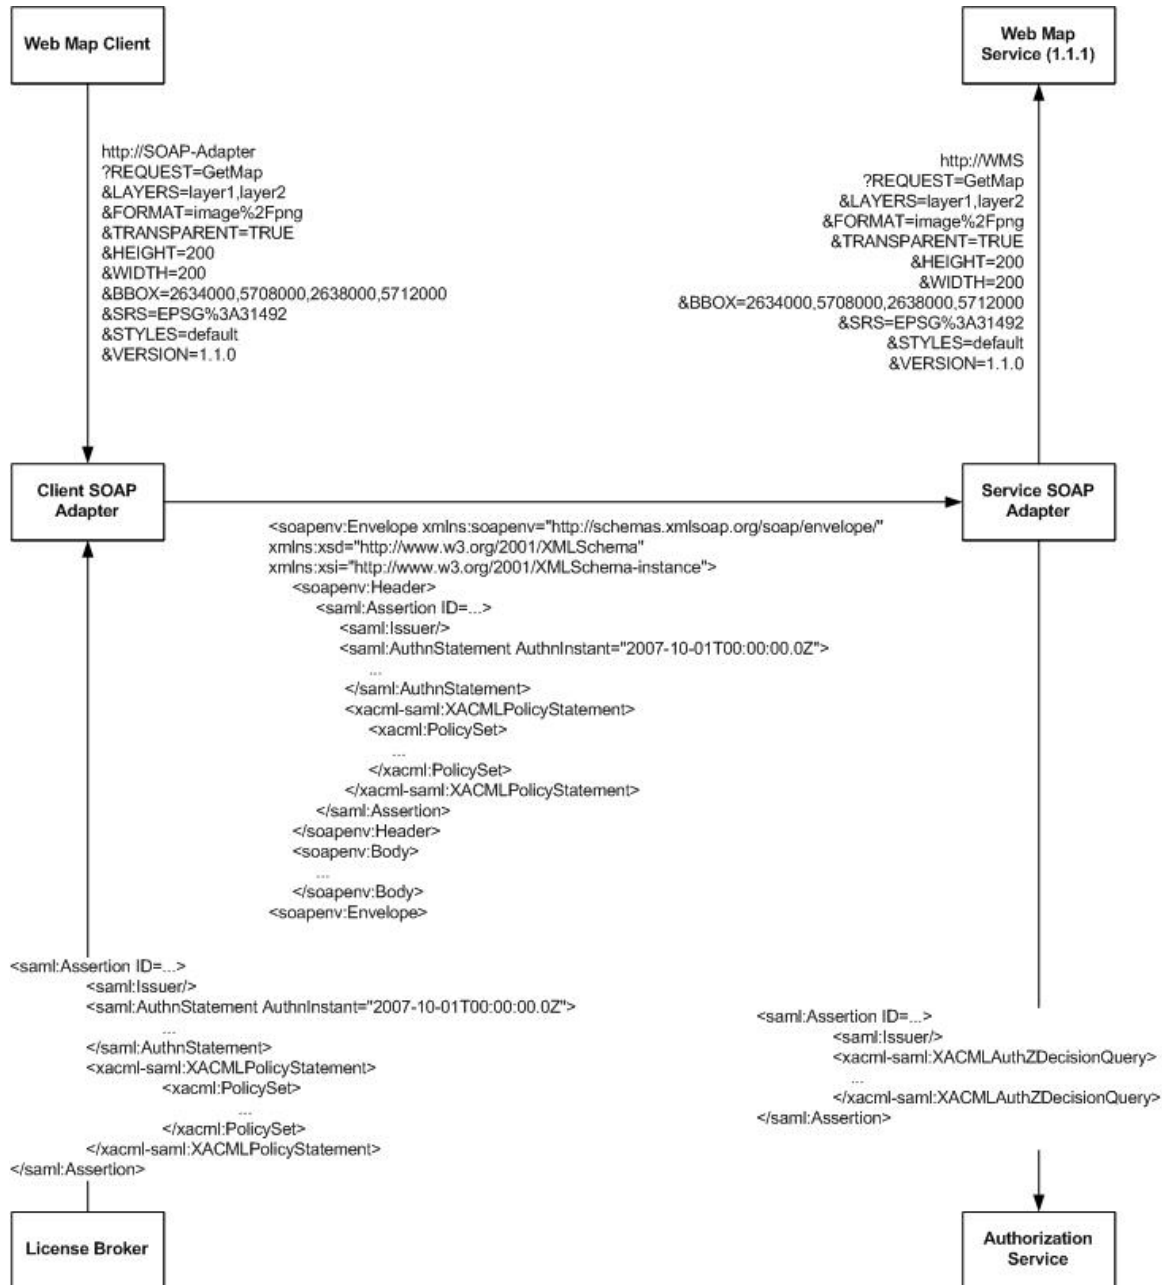 Web Map Client
Web Map
Service (1.1.1)
http://SOAP-Adapter
?REQUEST=GetMap
&LAYERS=layer1,layer2
&FORMAT=image%2Fpng
&TRANSPARENT=TRUE
&HEIGHT=200
&WIDTH=200
&BBOX=2634000,5708000,2638000,5712000
&SRS=EPSG%3A31492
&STYLES=default
&VERSION=1.1.0
http://WMS
?REQUEST=GetMap
&LAYERS=layer1,layer2
&FORMAT=image%2Fpng
&TRANSPARENT=TRUE
&HEIGHT=200
&WIDTH=200
&BBOX=2634000,5708000,2638000,5712000
&SRS=EPSG%3A31492
&STYLES=default
&VERSION=1.1.0
Client SOAP
Adapter
Service SOAP
Adapter
<soapenv:Envelope xmlns:soapenv="http://schemas.xmlsoap.org/soap/envelope/"
xmlns:xsd="http://www.w3.org/2001/XMLSchema"
xmlns:xsi="http://www.w3.org/2001/XMLSchema-instance">
<soapenv:Header>
<saml:Assertion ID=...>
<saml:Issuer/>
<saml:AuthnStatement AuthnInstant="2007-10-01T00:00:00.0Z">
...
</saml:AuthnStatement>
<xacml-saml:XACMLPolicyStatement>
<xacml:PolicySet>
...
</xacml:PolicySet>
</xacml-saml:XACMLPolicyStatement>
</saml:Assertion>
</soapenv:Header>
<soapenv:Body>
...
</soapenv:Body>
<soapenv:Envelope>
<saml:Assertion ID=...>
<saml:Issuer/>
<saml:AuthnStatement AuthnInstant="2007-10-01T00:00:00.0Z">
...
</saml:AuthnStatement>
<xacml-saml:XACMLPolicyStatement>
<xacml:PolicySet>
...
</xacml:PolicySet>
</xacml-saml:XACMLPolicyStatement>
</saml:Assertion>
<saml:Assertion ID=...>
<saml:Issuer/>
<xacml-saml:XACMLAuthZDecisionQuery>
...
</xacml-saml:XACMLAuthZDecisionQuery>
</saml:Assertion>
License Broker
Authorization
Service